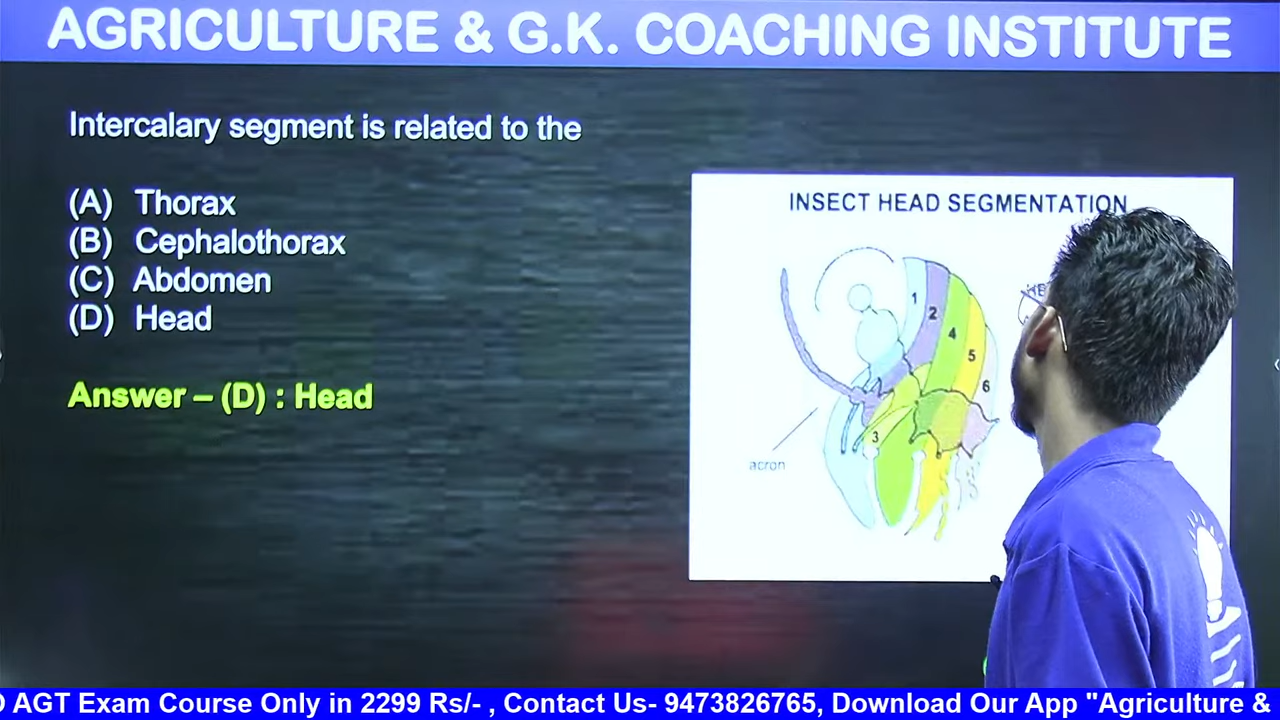 AGRICULTURE & G.K. COACHING INSTITUTE
Intercalary segment is related to the
(A) Thorax
(B) Cephalothorax
(C) Abdomen
(D) Head
Answer – (D) : Head
INSECT HEAD SEGMENTATION
1
2
4
5
6
3
acron
AGT Exam Course Only in 2299 Rs/- , Contact Us- 9473826765, Download Our App "Agriculture &